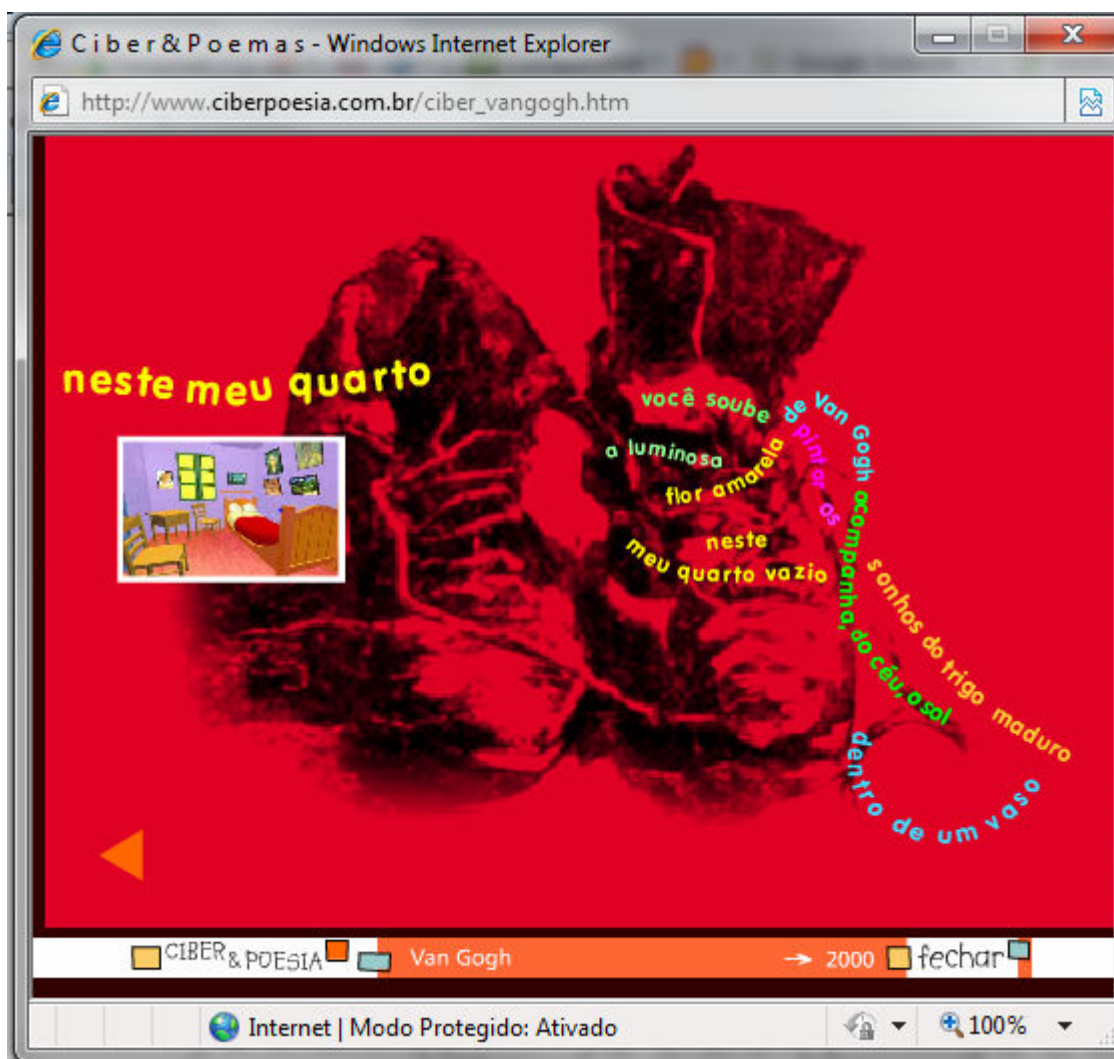 C i b e r & P o e m a s - Windows Internet Explorer
http://www.ciberpoesia.com.br/ciber_vangogh.htm
neste meu quarto
você soube
de Van Gogh
a luminosa
flor amarela
pintar os
acompanha, do céu, o sol
neste
meu quarto vazio
sonhos do trigo maduro
dentro de um vaso
CIBER & POESIA
Van Gogh
→ 2000
fechar
Internet | Modo Protegido: Ativado
100%